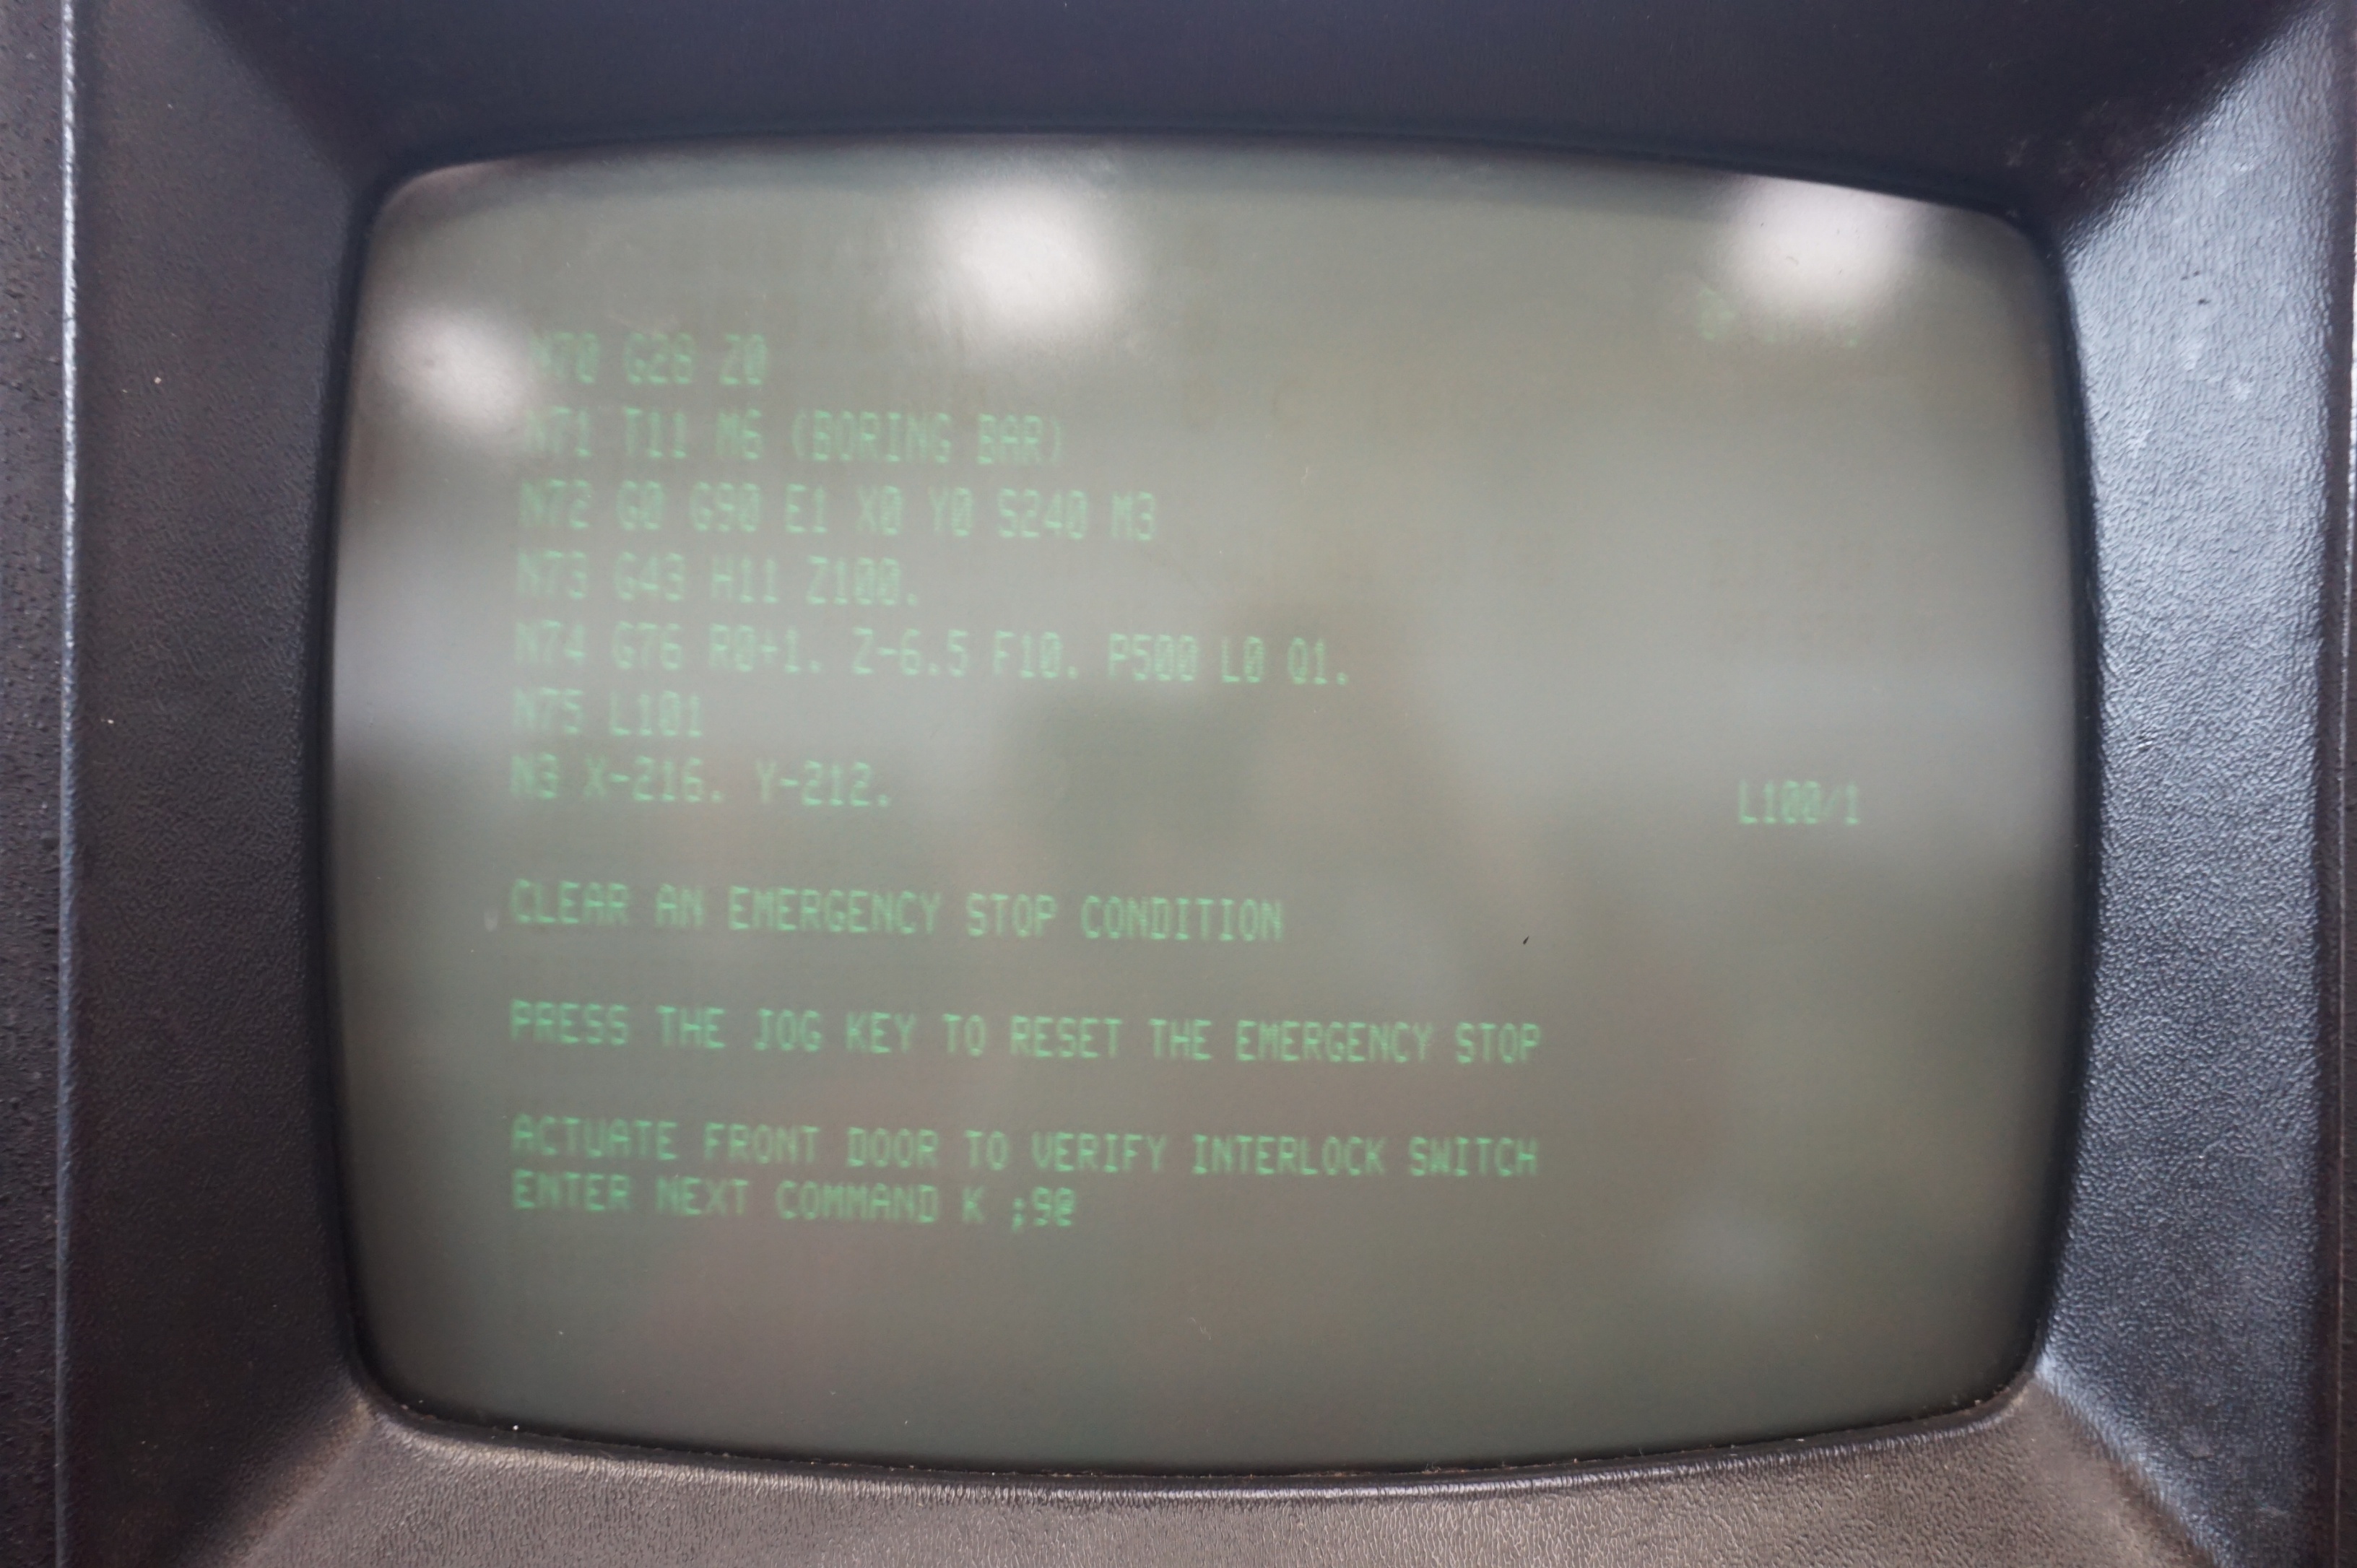 N70 G28 Z0
N71 T11 M6 (BORING BAR)
N72 G0 G90 E1 X0 Y0 S240 M3
N73 G43 H11 Z100.
N74 G76 R0+1. Z-6.5 F10. P500 L0 Q1.
N75 L101
N3 X-216. Y-212.
L100/1
CLEAR AN EMERGENCY STOP CONDITION
PRESS THE JOG KEY TO RESET THE EMERGENCY STOP
ACTUATE FRONT DOOR TO VERIFY INTERLOCK SWITCH
ENTER NEXT COMMAND K ;9@